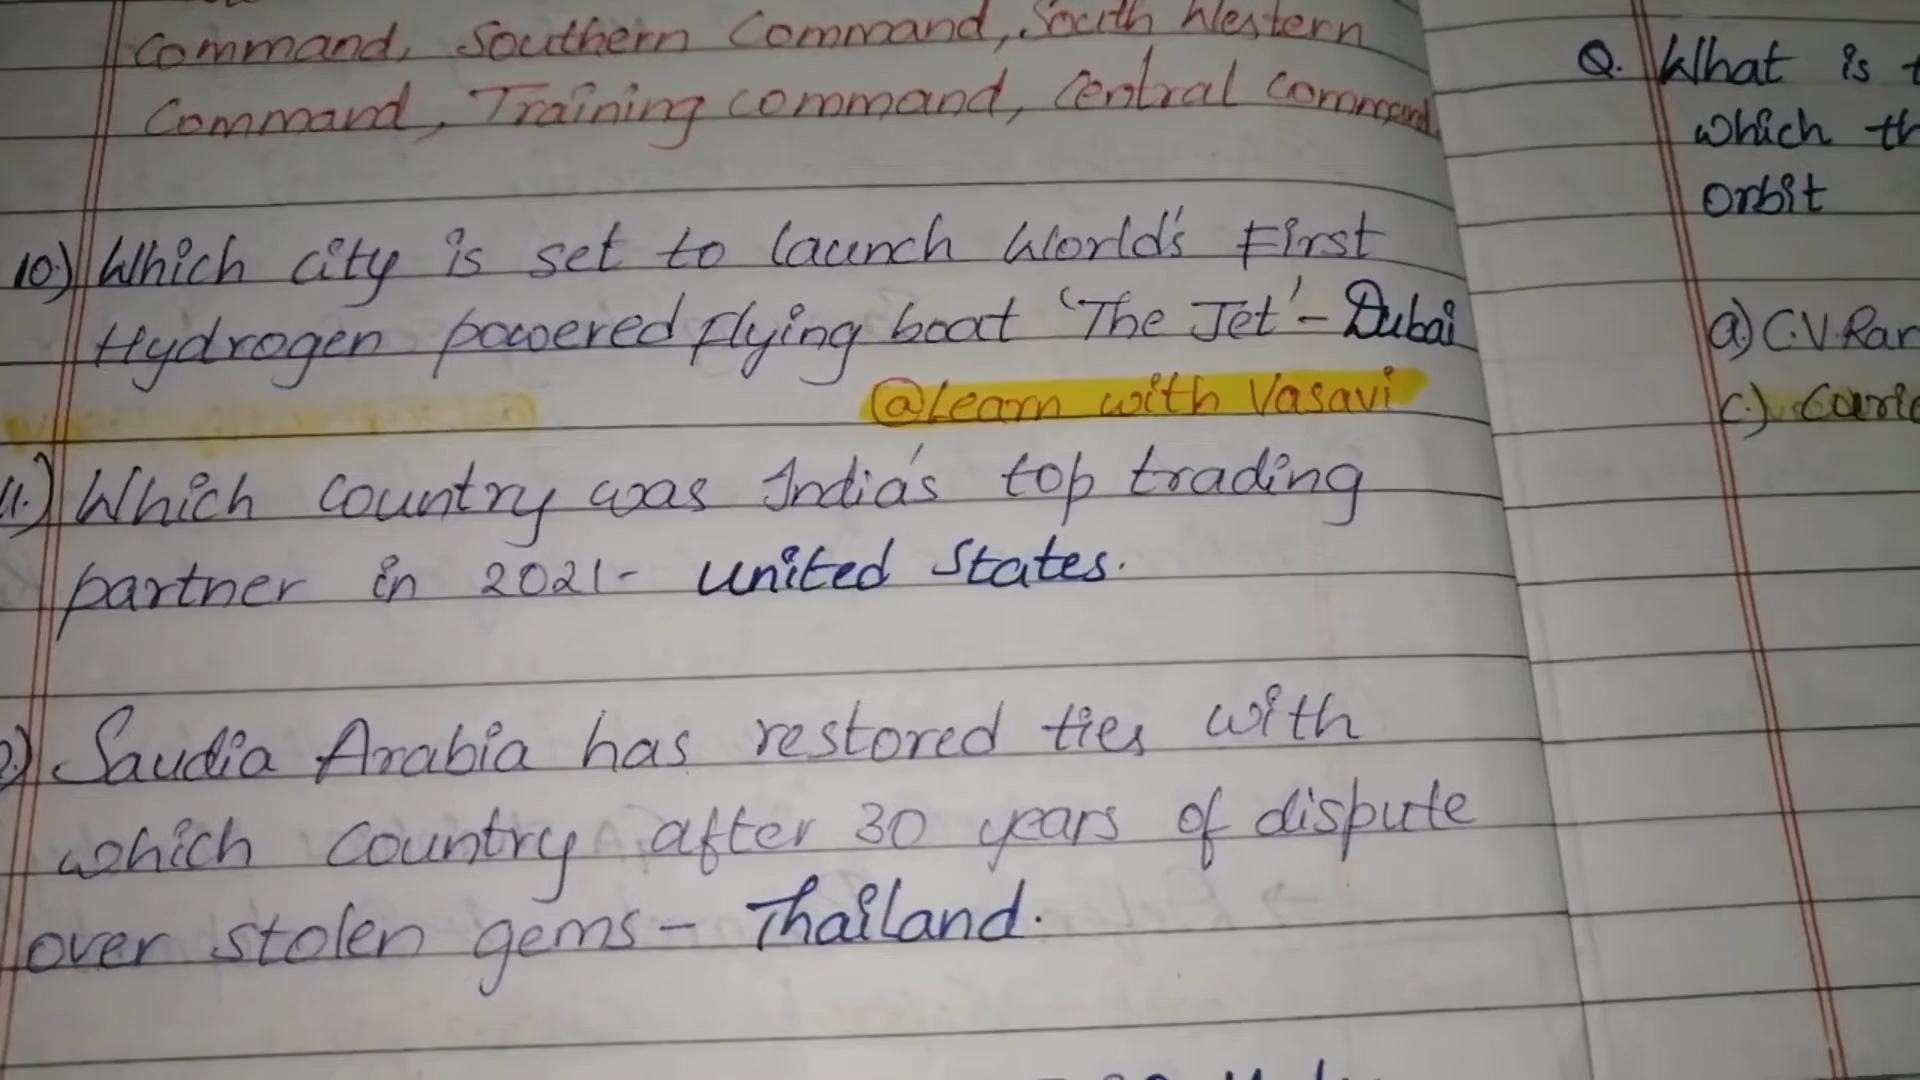 Command, Southern Command, South Western
Command, Training command, Central Command.
10.) Which city is set to launch World's First
Hydrogen powered flying boat 'The Jet' - Dubai
@Learn with Vasavi
11.) Which country was India's top trading
partner in 2021 - United States.
2.) Saudia Arabia has restored ties with
which country after 30 years of dispute
over stolen gems - Thailand.
Q. What is t
which th
orbit
a) C.V. Ran
c.)